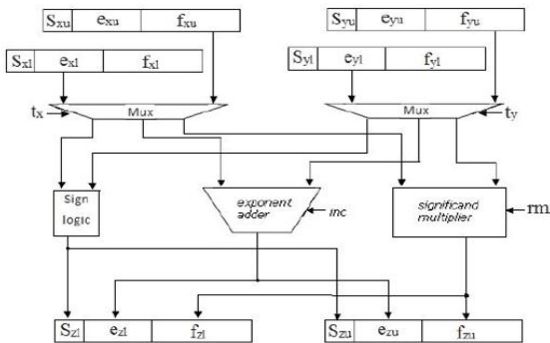 Sxu exu fxu
Syu eyu fyu
Sxl exl fxl
Syl eyl fyl
tx Mux
Mux ty
Sign logic
exponent adder
inc
significand multiplier
rm
Szl ezl fzl
Szu ezu fzu